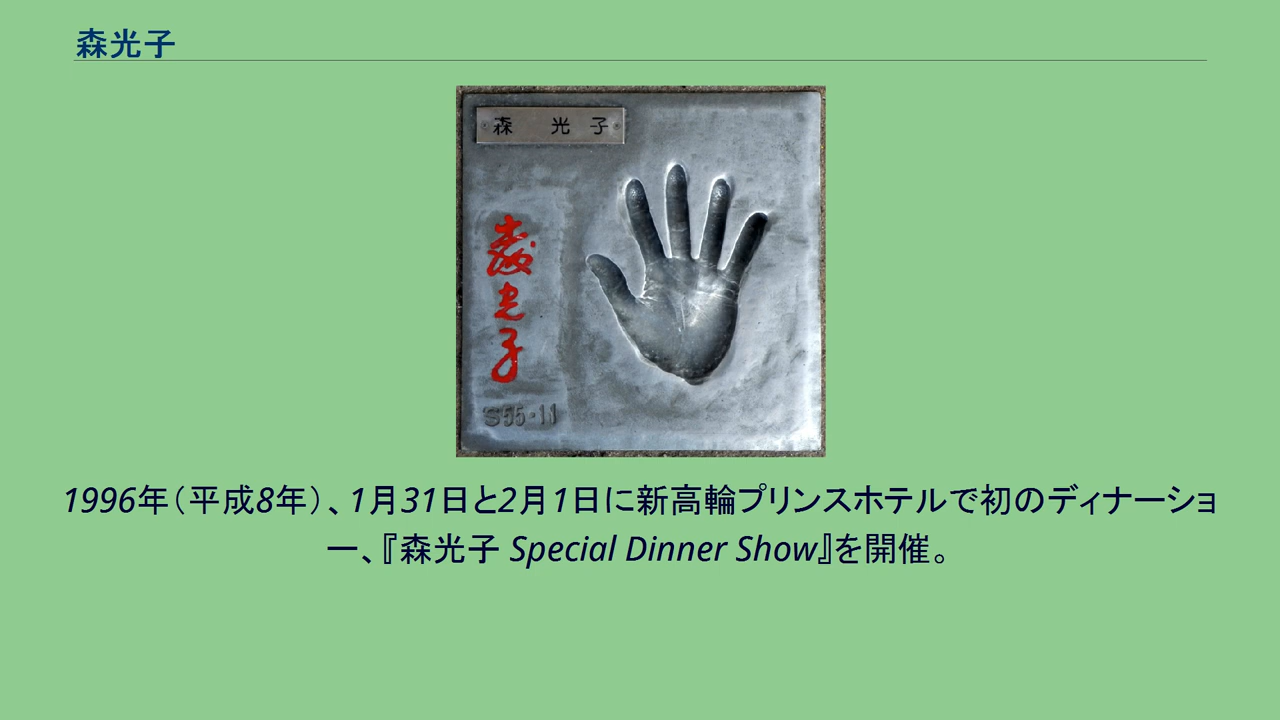 森光子
森 光 子
森
光
子
S55・11
1996年（平成8年）、1月31日と2月1日に新高輪プリンスホテルで初のディナーショ
ー、『森光子 Special Dinner Show』を開催。